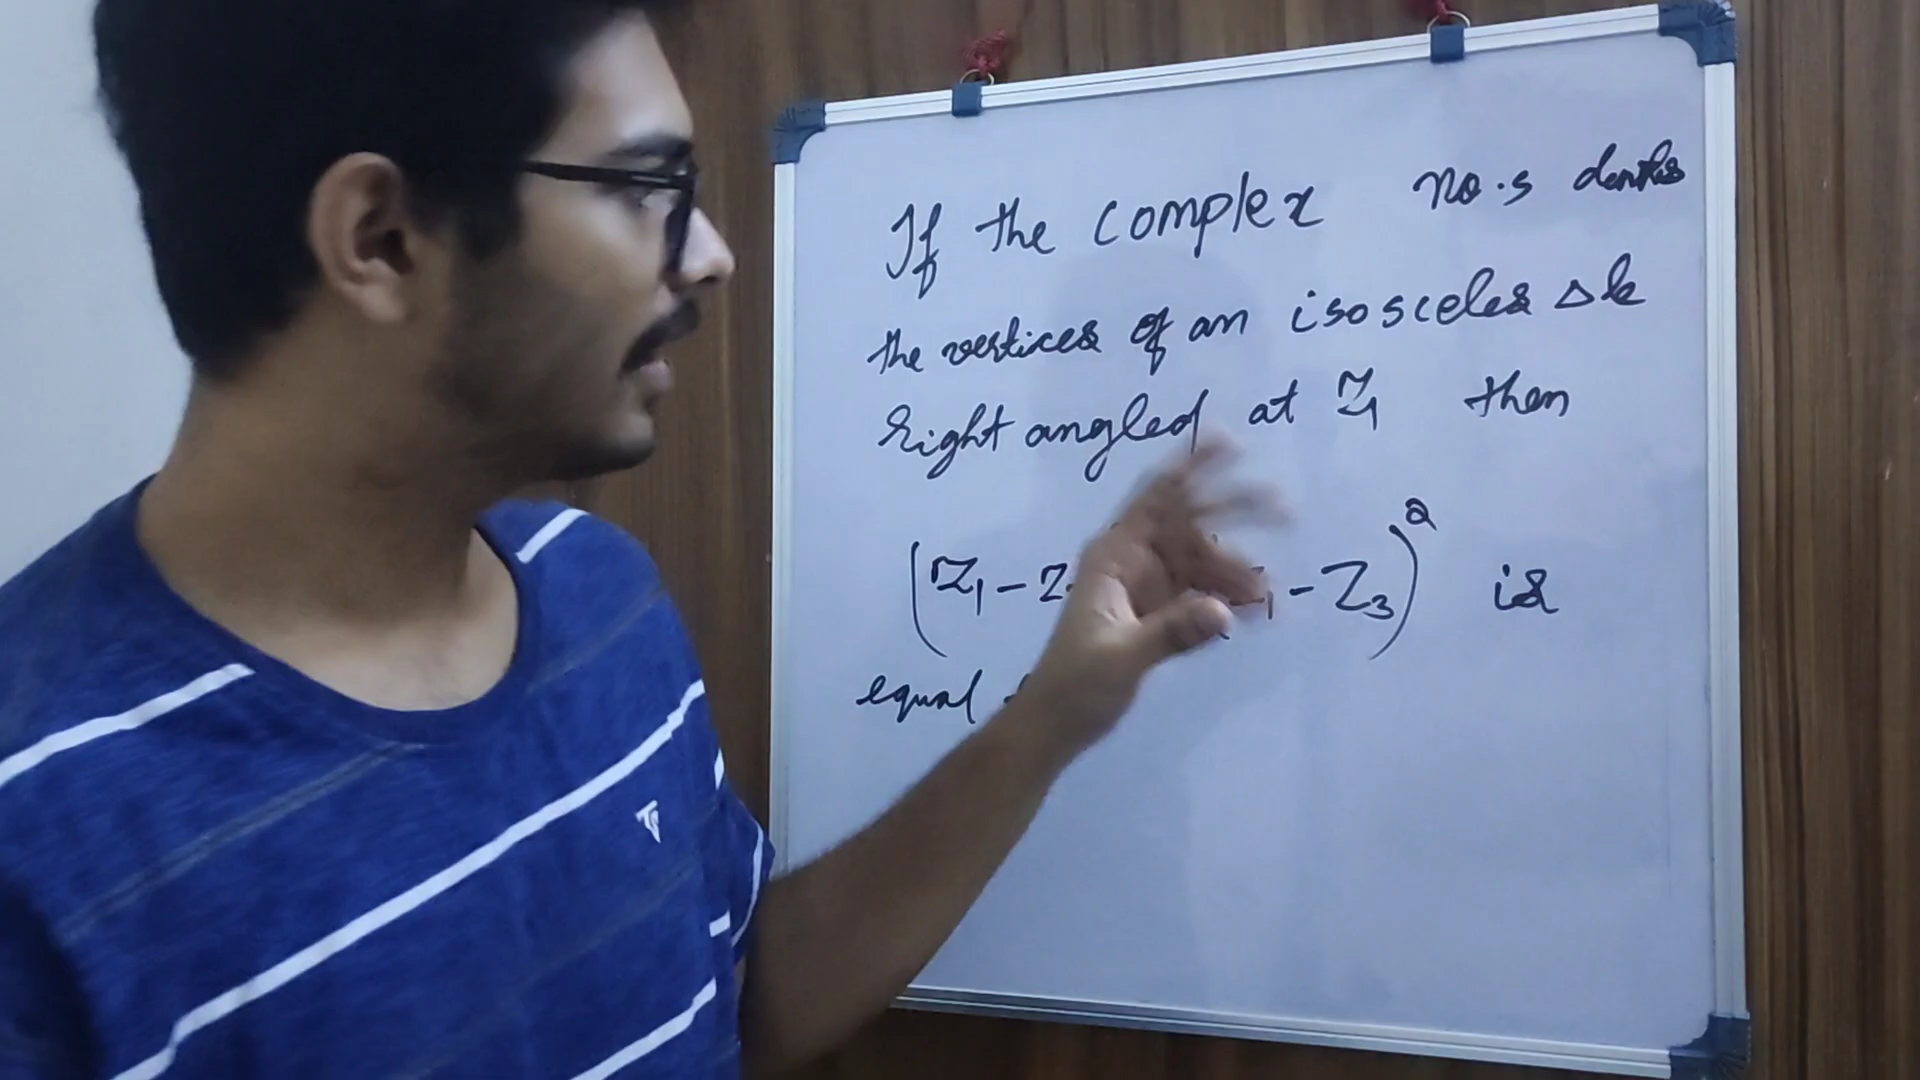 If the complex no.s
the vertices of an isosceles Δle
right angled at Z1 then
(Z1 - Z1 - Z3)² is
equal